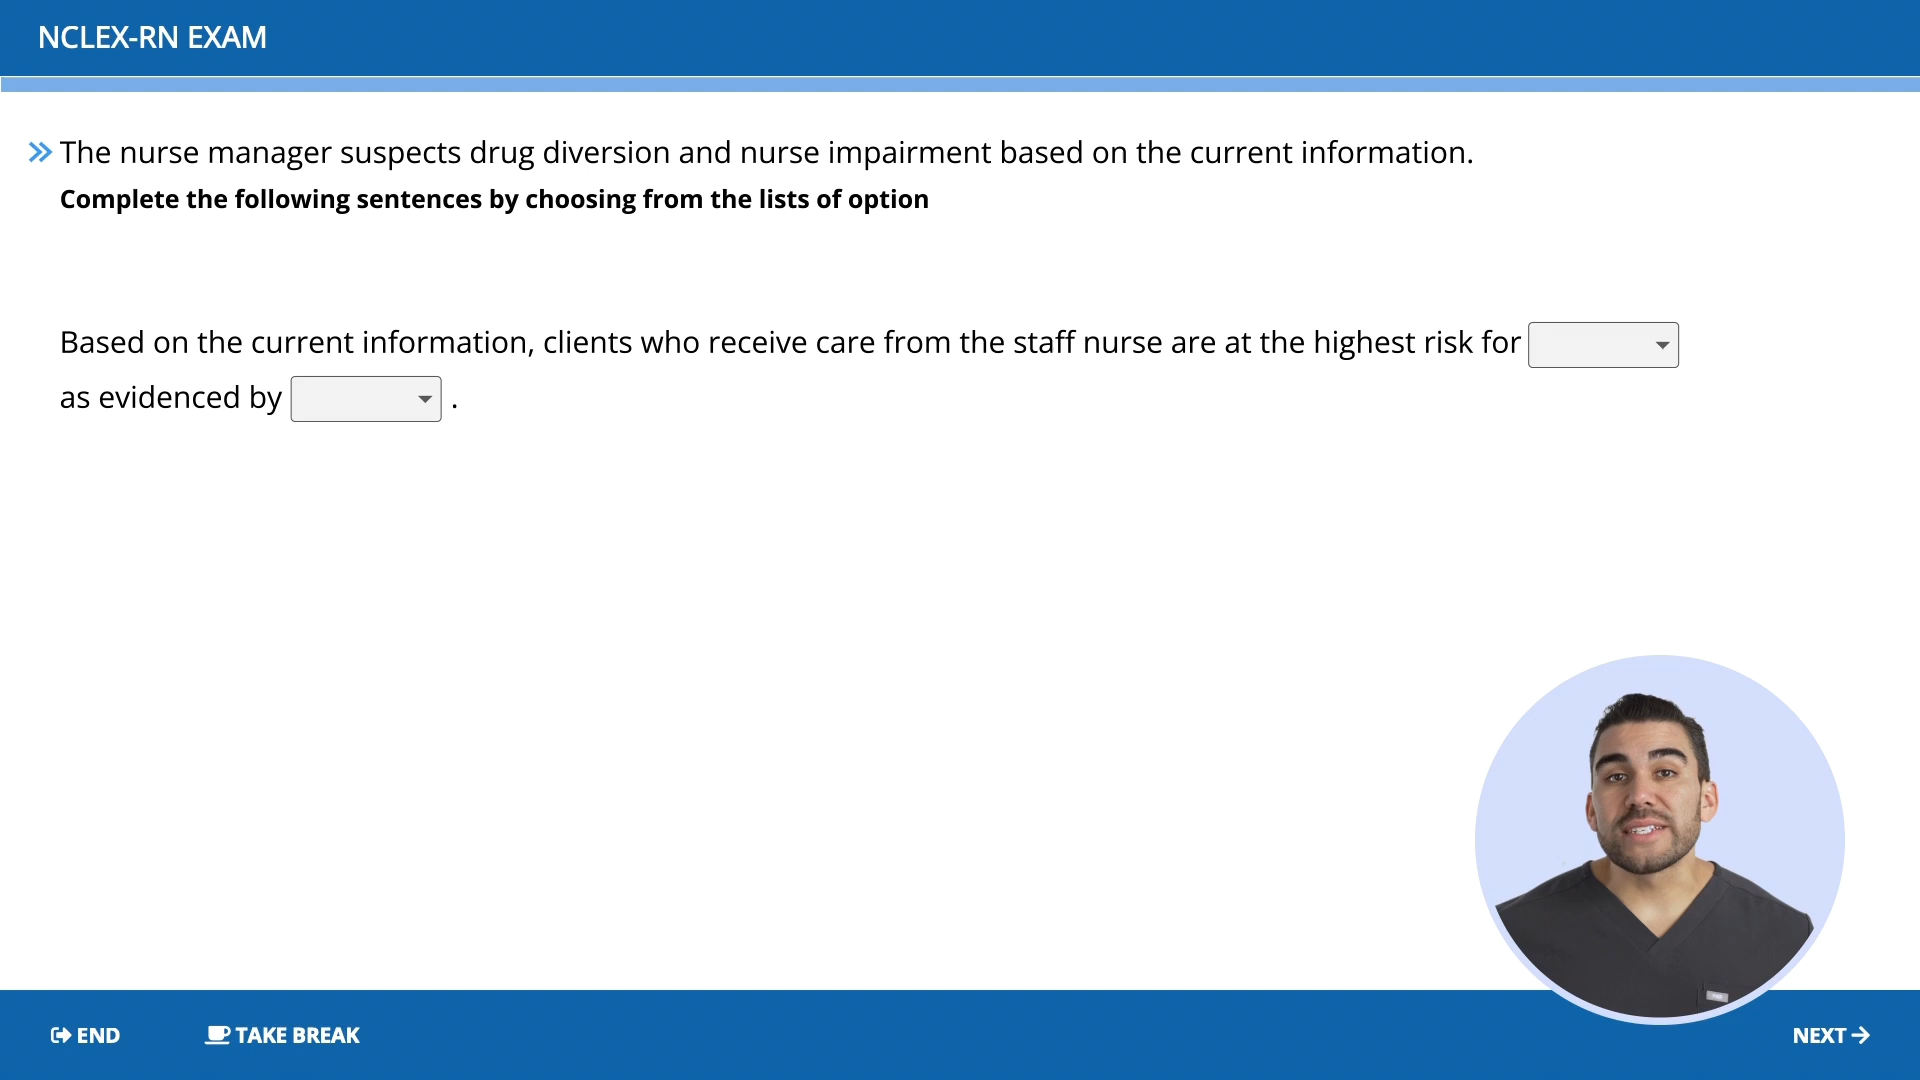 NCLEX-RN EXAM
The nurse manager suspects drug diversion and nurse impairment based on the current information.
Complete the following sentences by choosing from the lists of option
Based on the current information, clients who receive care from the staff nurse are at the highest risk for
as evidenced by .
END TAKE BREAK NEXT